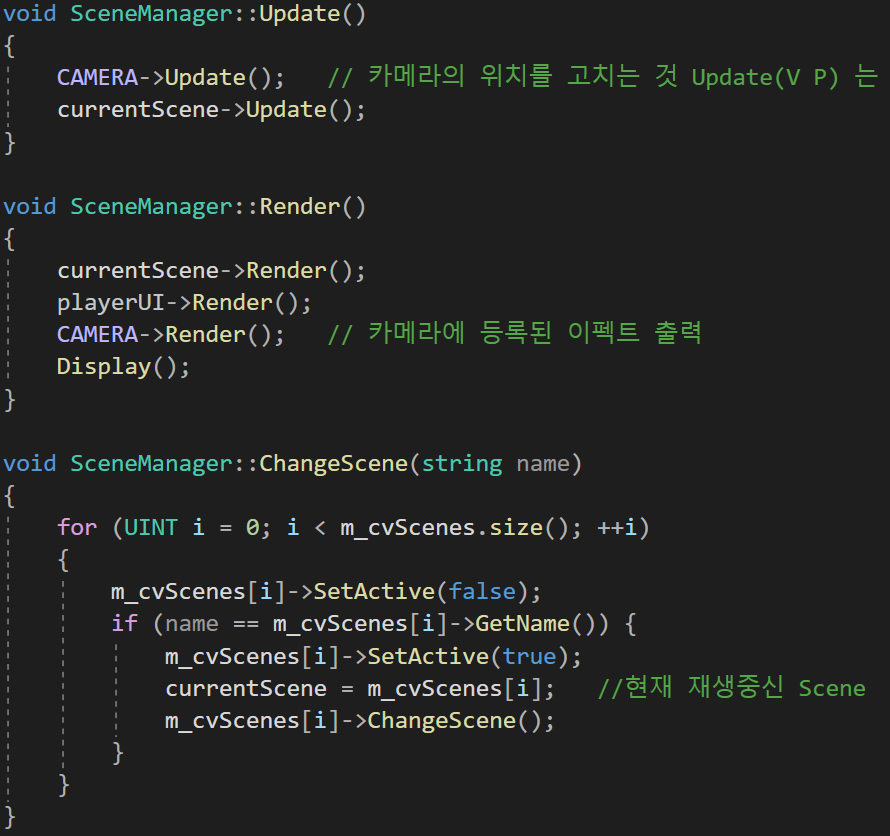 void SceneManager::Update()
{
    CAMERA->Update();   // 카메라의 위치를 고치는 것 Update(V P) 는
    currentScene->Update();
}

void SceneManager::Render()
{
    currentScene->Render();
    playerUI->Render();
    CAMERA->Render();   // 카메라에 등록된 이펙트 출력
    Display();
}

void SceneManager::ChangeScene(string name)
{
    for (UINT i = 0; i < m_cvScenes.size(); ++i)
    {
        m_cvScenes[i]->SetActive(false);
        if (name == m_cvScenes[i]->GetName()) {
            m_cvScenes[i]->SetActive(true);
            currentScene = m_cvScenes[i];   //현재 재생중신 Scene
            m_cvScenes[i]->ChangeScene();
        }
    }
}